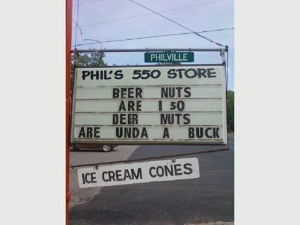 PHILVILLE
PHIL'S 550 STORE
BEER NUTS
ARE 1 50
DEER NUTS
ARE UNDA A BUCK
ICE CREAM CONES